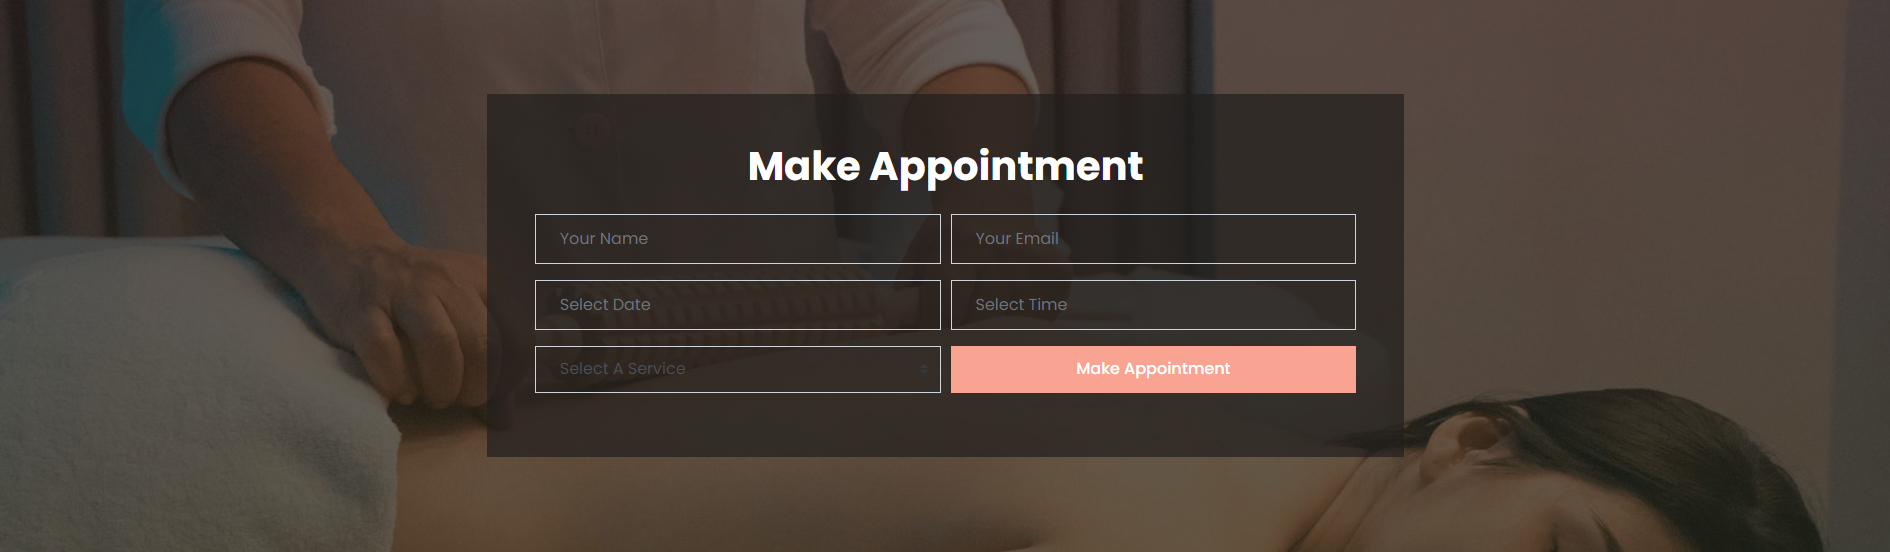 Make Appointment
Your Name
Your Email
Select Date
Select Time
Select A Service
Make Appointment